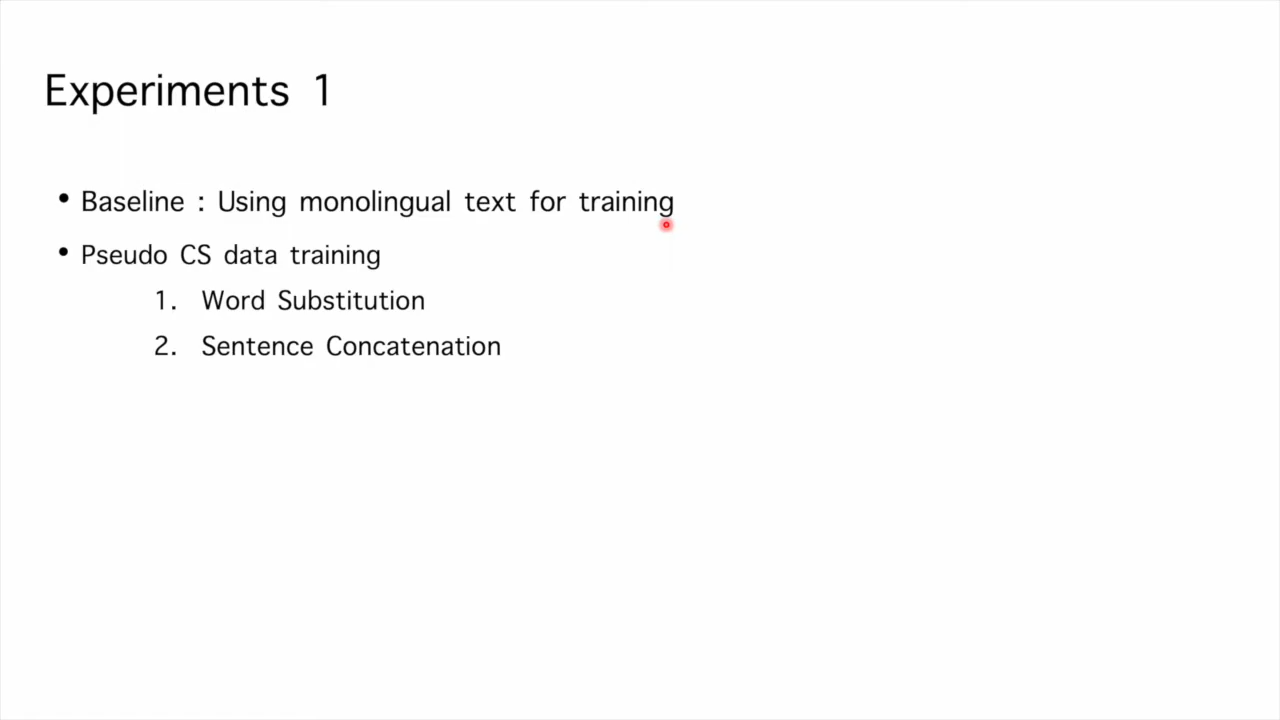 Experiments 1
• Baseline : Using monolingual text for training
• Pseudo CS data training
1. Word Substitution
2. Sentence Concatenation